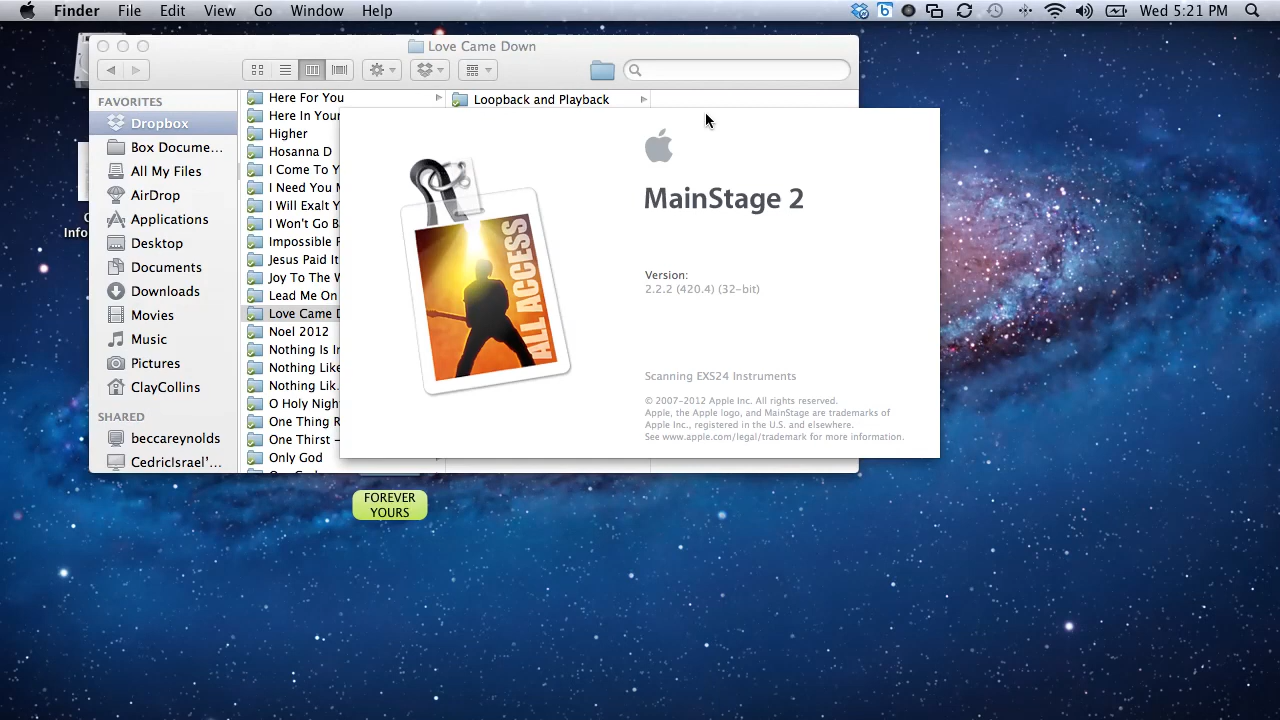 Finder File Edit View Go Window Help
Wed 5:21 PM
Love Came Down
FAVORITES
Dropbox
Box Docume...
All My Files
AirDrop
Applications
Desktop
Documents
Downloads
Movies
Music
Pictures
ClayCollins
SHARED
beccareynolds
CedricIsrael'...
Here For You
Here In Your
Higher
Hosanna D
I Come To Y
I Need You M
I Will Exalt Y
I Won't Go B
Impossible
Jesus Paid It
Joy To The W
Lead Me On
Love Came D
Noel 2012
Nothing Is In
Nothing Like
Nothing Lik.
O Holy Nigh
One Thing R
One Thirst –
Only God
Loopback and Playback
MainStage 2
Version:
2.2.2 (420.4) (32-bit)
ALL ACCESS
Scanning EXS24 Instruments
© 2007-2012 Apple Inc. All rights reserved.
Apple, the Apple logo, and MainStage are trademarks of
Apple Inc., registered in the U.S. and elsewhere.
See www.apple.com/legal/trademark for more information.
FOREVER
YOURS